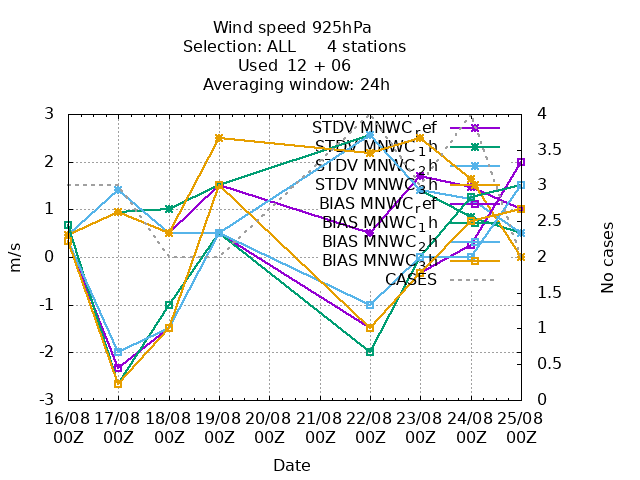 Wind speed 925hPa
Selection: ALL      4 stations
Used  12 + 06
Averaging window: 24h
3
2
1
0
-1
-2
-3
m/s
4
3.5
3
2.5
2
1.5
1
0.5
0
No cases
STDV MNWC_ref
STDV MNWC_1h
STDV MNWC_2h
STDV MNWC_3h
BIAS MNWC_ref
BIAS MNWC_1h
BIAS MNWC_2h
BIAS MNWC_3h
CASES
16/08 17/08 18/08 19/08 20/08 21/08 22/08 23/08 24/08 25/08
00Z 00Z 00Z 00Z 00Z 00Z 00Z 00Z 00Z 00Z
Date